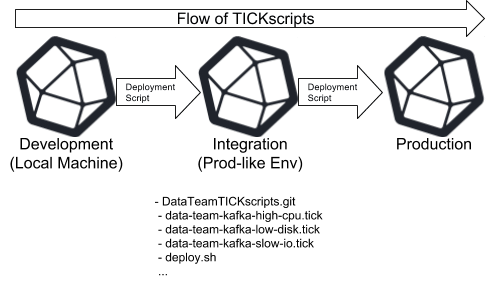 Flow of TICKscripts
Deployment
Script
Deployment
Script
Development
(Local Machine)
Integration
(Prod-like Env)
Production
- DataTeamTICKscripts.git
- data-team-kafka-high-cpu.tick
- data-team-kafka-low-disk.tick
- data-team-kafka-slow-io.tick
- deploy.sh
...